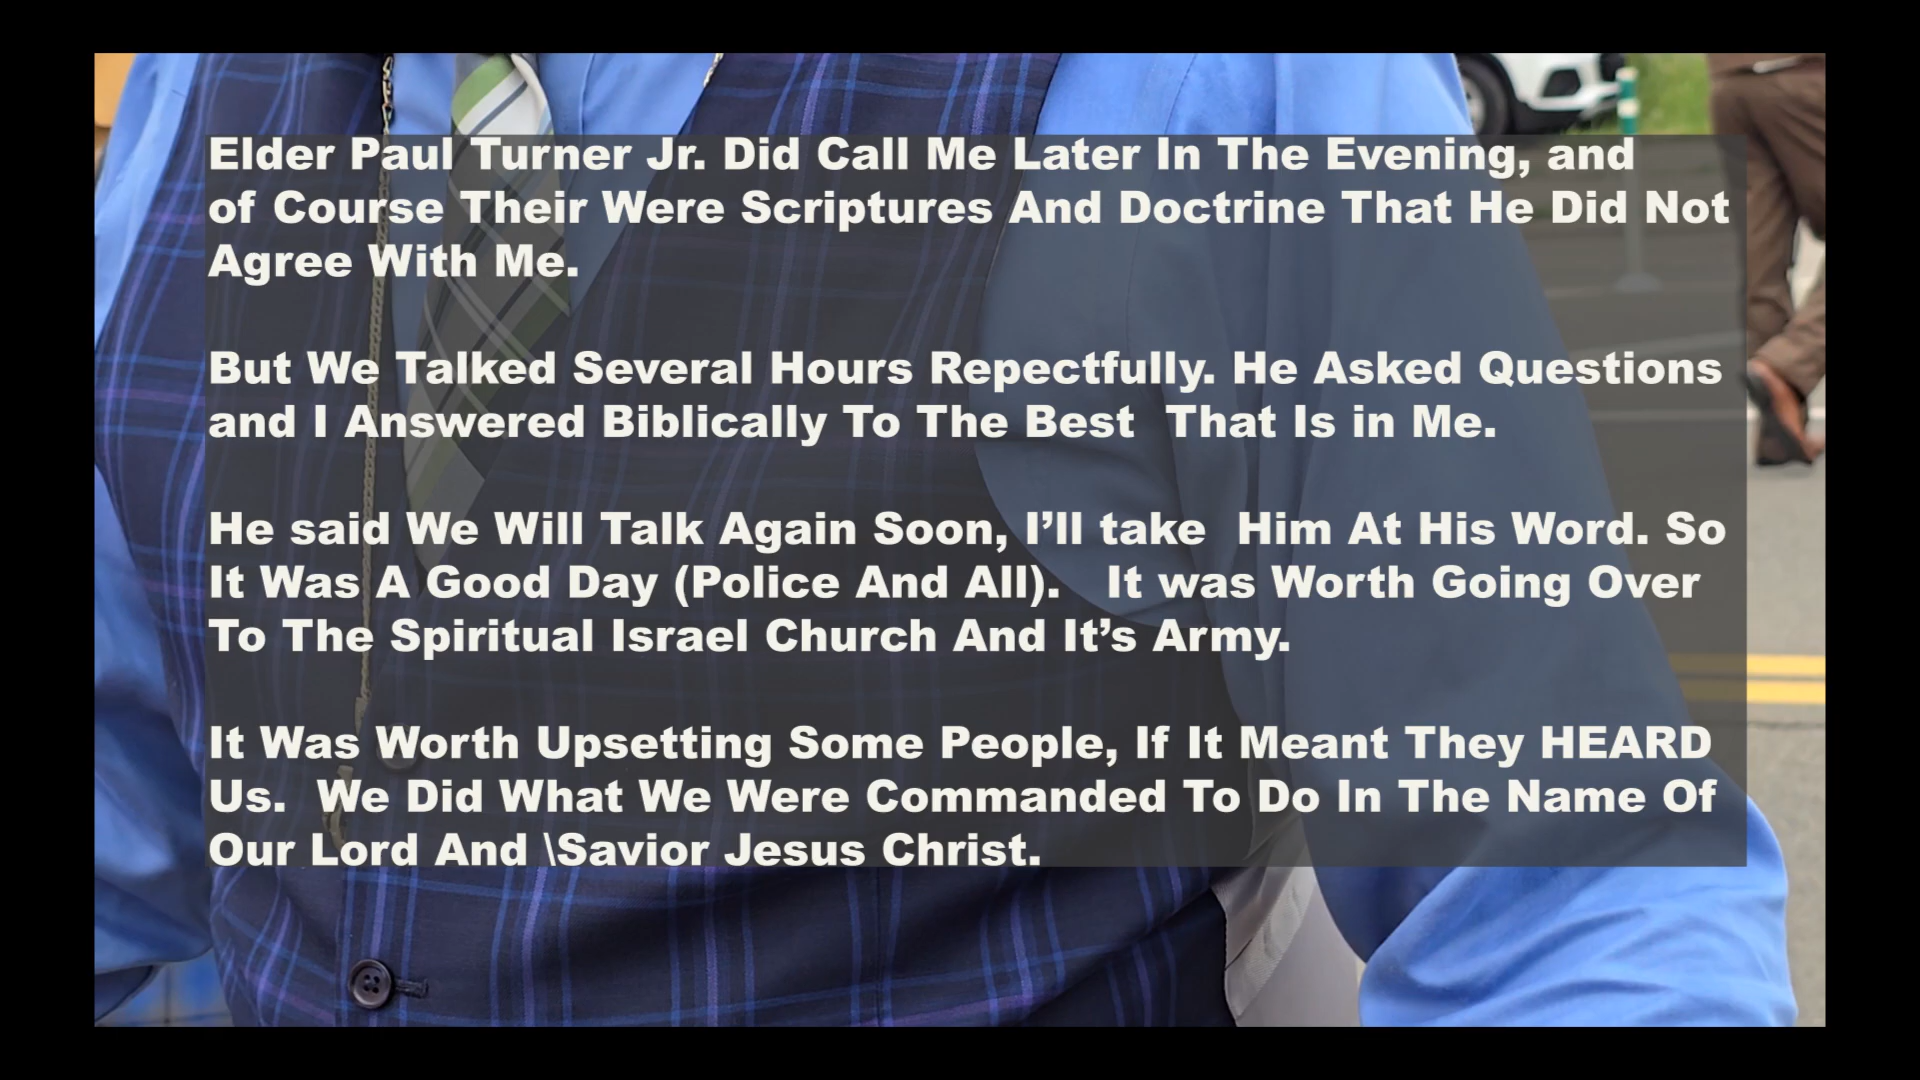 Elder Paul Turner Jr. Did Call Me Later In The Evening, and
of Course Their Were Scriptures And Doctrine That He Did Not
Agree With Me.
But We Talked Several Hours Repectfully. He Asked Questions
and I Answered Biblically To The Best  That Is in Me.
He said We Will Talk Again Soon, I’ll take  Him At His Word. So
It Was A Good Day (Police And All).   It was Worth Going Over
To The Spiritual Israel Church And It’s Army.
It Was Worth Upsetting Some People, If It Meant They HEARD
Us.  We Did What We Were Commanded To Do In The Name Of
Our Lord And \Savior Jesus Christ.